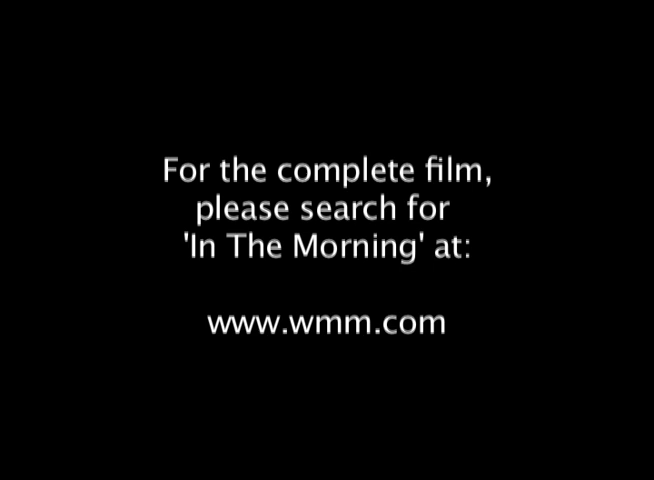 For the complete film,
please search for
'In The Morning' at:
www.wmm.com